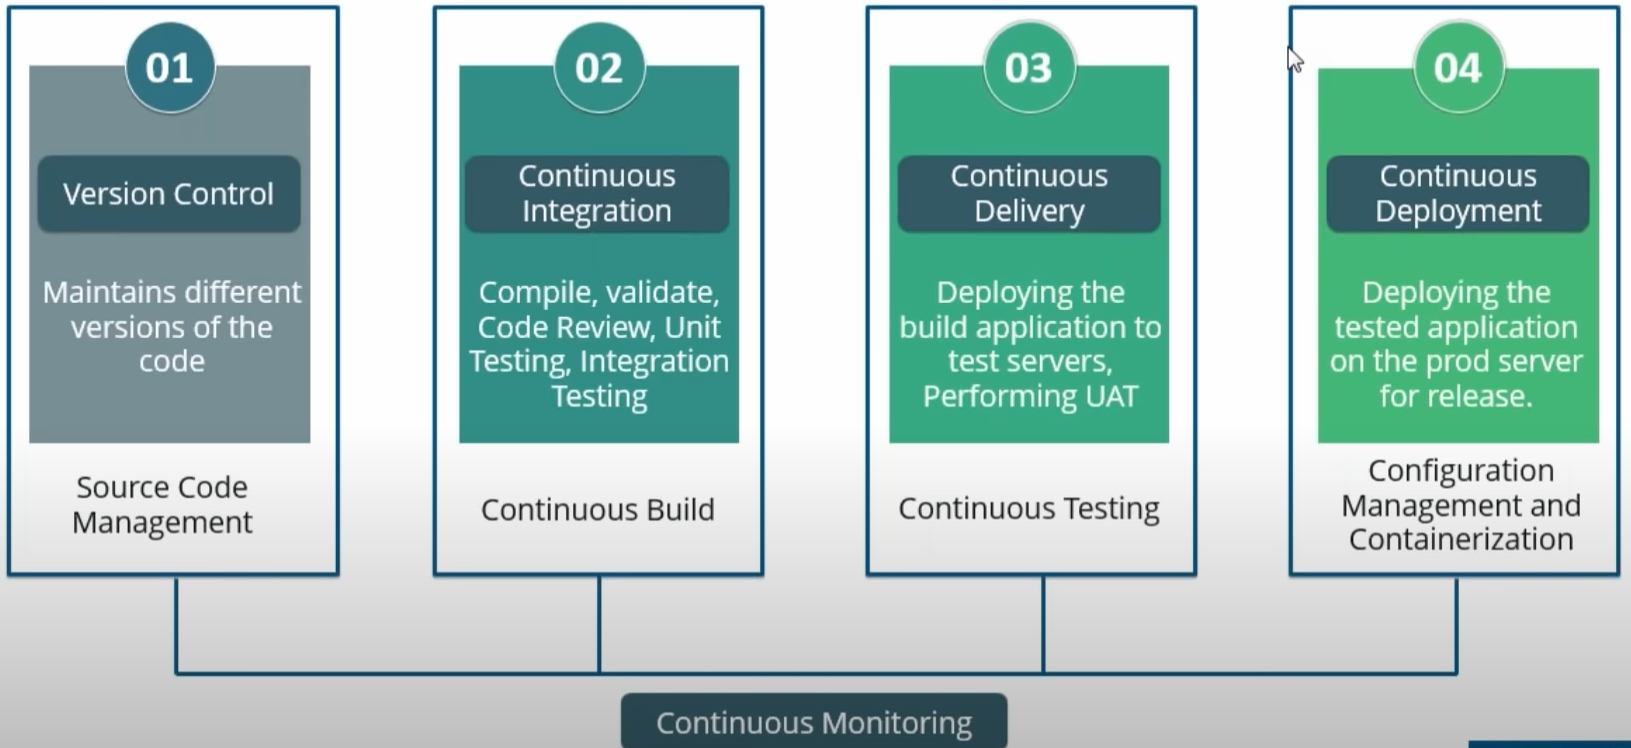 01
Version Control
Maintains different
versions of the
code
Source Code
Management
02
Continuous
Integration
Compile, validate,
Code Review, Unit
Testing, Integration
Testing
Continuous Build
03
Continuous
Delivery
Deploying the
build application to
test servers,
Performing UAT
Continuous Testing
04
Continuous
Deployment
Deploying the
tested application
on the prod server
for release.
Configuration
Management and
Containerization
Continuous Monitoring